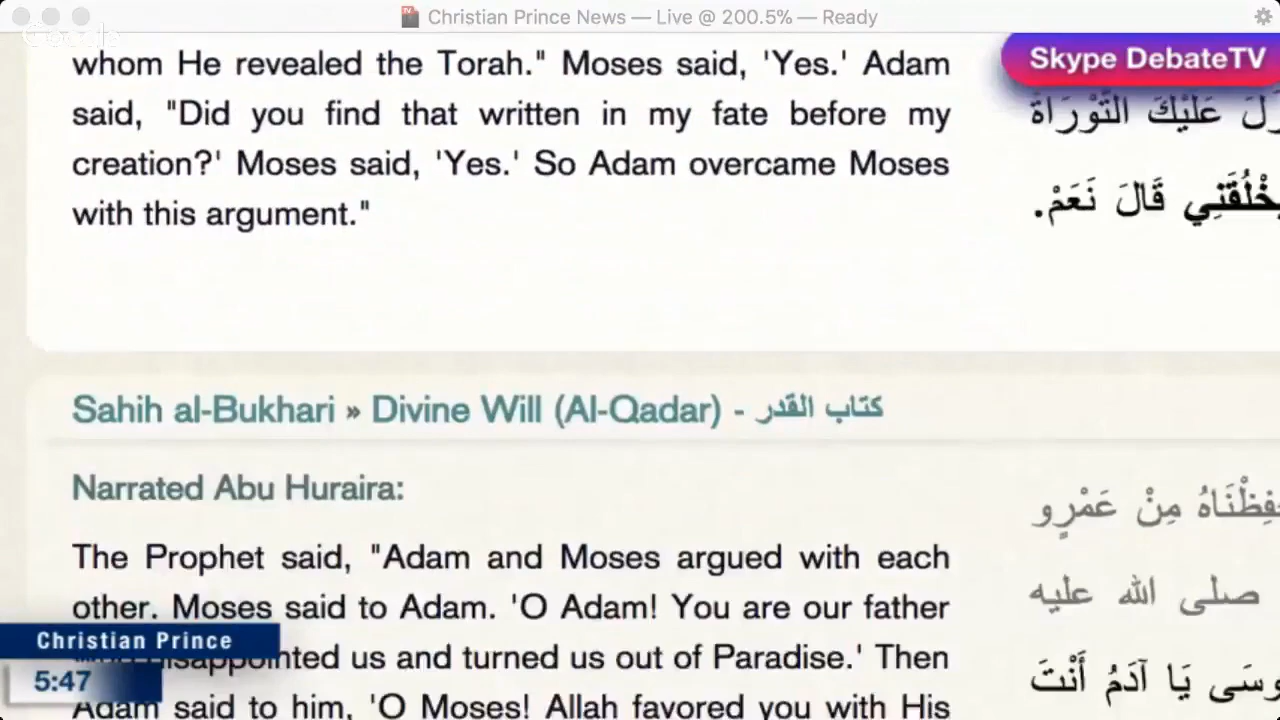 Christian Prince News — Live @ 200.5% — Ready
Google
Skype DebateTV
whom He revealed the Torah." Moses said, 'Yes.' Adam
said, "Did you find that written in my fate before my
creation?' Moses said, 'Yes.' So Adam overcame Moses
with this argument."
زَلَ عَلَيْكَ التَّوْرَاةَ
يَخْلُقَنِي قَالَ نَعَمْ.
Sahih al-Bukhari » Divine Will (Al-Qadar) - كتاب القدر
Narrated Abu Huraira:
The Prophet said, "Adam and Moses argued with each
other. Moses said to Adam. 'O Adam! You are our father
disappointed us and turned us out of Paradise.' Then
Adam said to him, 'O Moses! Allah favored you with His
حَفِظْنَاهُ مِنْ عَمْرٍو
صلى الله عليه
وسَى يَا آدَمُ أَنْتَ
Christian Prince
5:47